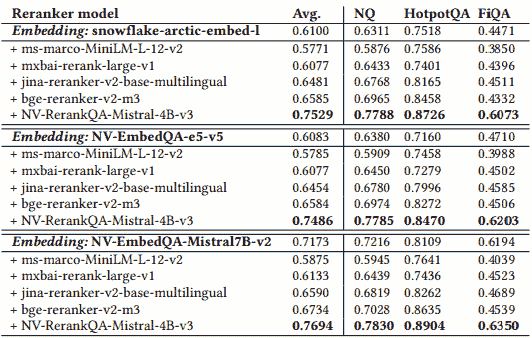 Reranker model Avg. NQ HotpotQA FiQA
Embedding: snowflake-arctic-embed-l 0.6100 0.6311 0.7518 0.4471
+ ms-marco-MiniLM-L-12-v2 0.5771 0.5876 0.7586 0.3850
+ mxbai-rerank-large-v1 0.6077 0.6433 0.7401 0.4396
+ jina-reranker-v2-base-multilingual 0.6481 0.6768 0.8165 0.4511
+ bge-reranker-v2-m3 0.6585 0.6965 0.8458 0.4332
+ NV-RerankQA-Mistral-4B-v3 0.7529 0.7788 0.8726 0.6073
Embedding: NV-EmbedQA-e5-v5 0.6083 0.6380 0.7160 0.4710
+ ms-marco-MiniLM-L-12-v2 0.5785 0.5909 0.7458 0.3988
+ mxbai-rerank-large-v1 0.6077 0.6450 0.7279 0.4502
+ jina-reranker-v2-base-multilingual 0.6454 0.6780 0.7996 0.4585
+ bge-reranker-v2-m3 0.6584 0.6974 0.8272 0.4506
+ NV-RerankQA-Mistral-4B-v3 0.7486 0.7785 0.8470 0.6203
Embedding: NV-EmbedQA-Mistral7B-v2 0.7173 0.7216 0.8109 0.6194
+ ms-marco-MiniLM-L-12-v2 0.5875 0.5945 0.7641 0.4039
+ mxbai-rerank-large-v1 0.6133 0.6439 0.7436 0.4523
+ jina-reranker-v2-base-multilingual 0.6590 0.6819 0.8262 0.4689
+ bge-reranker-v2-m3 0.6734 0.7028 0.8635 0.4539
+ NV-RerankQA-Mistral-4B-v3 0.7694 0.7830 0.8904 0.6350